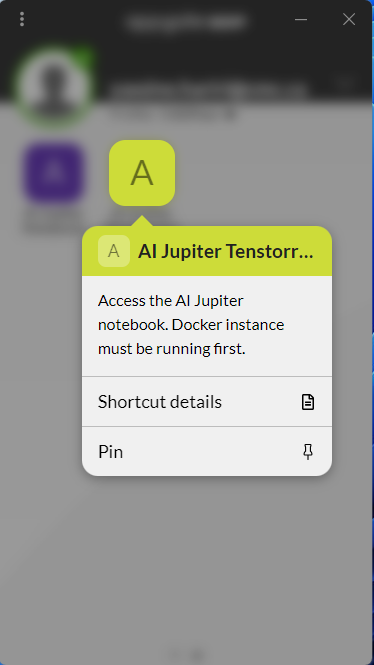 A
A
A AI Jupiter Tenstorr...
Access the AI Jupiter
notebook. Docker instance
must be running first.
Shortcut details
Pin